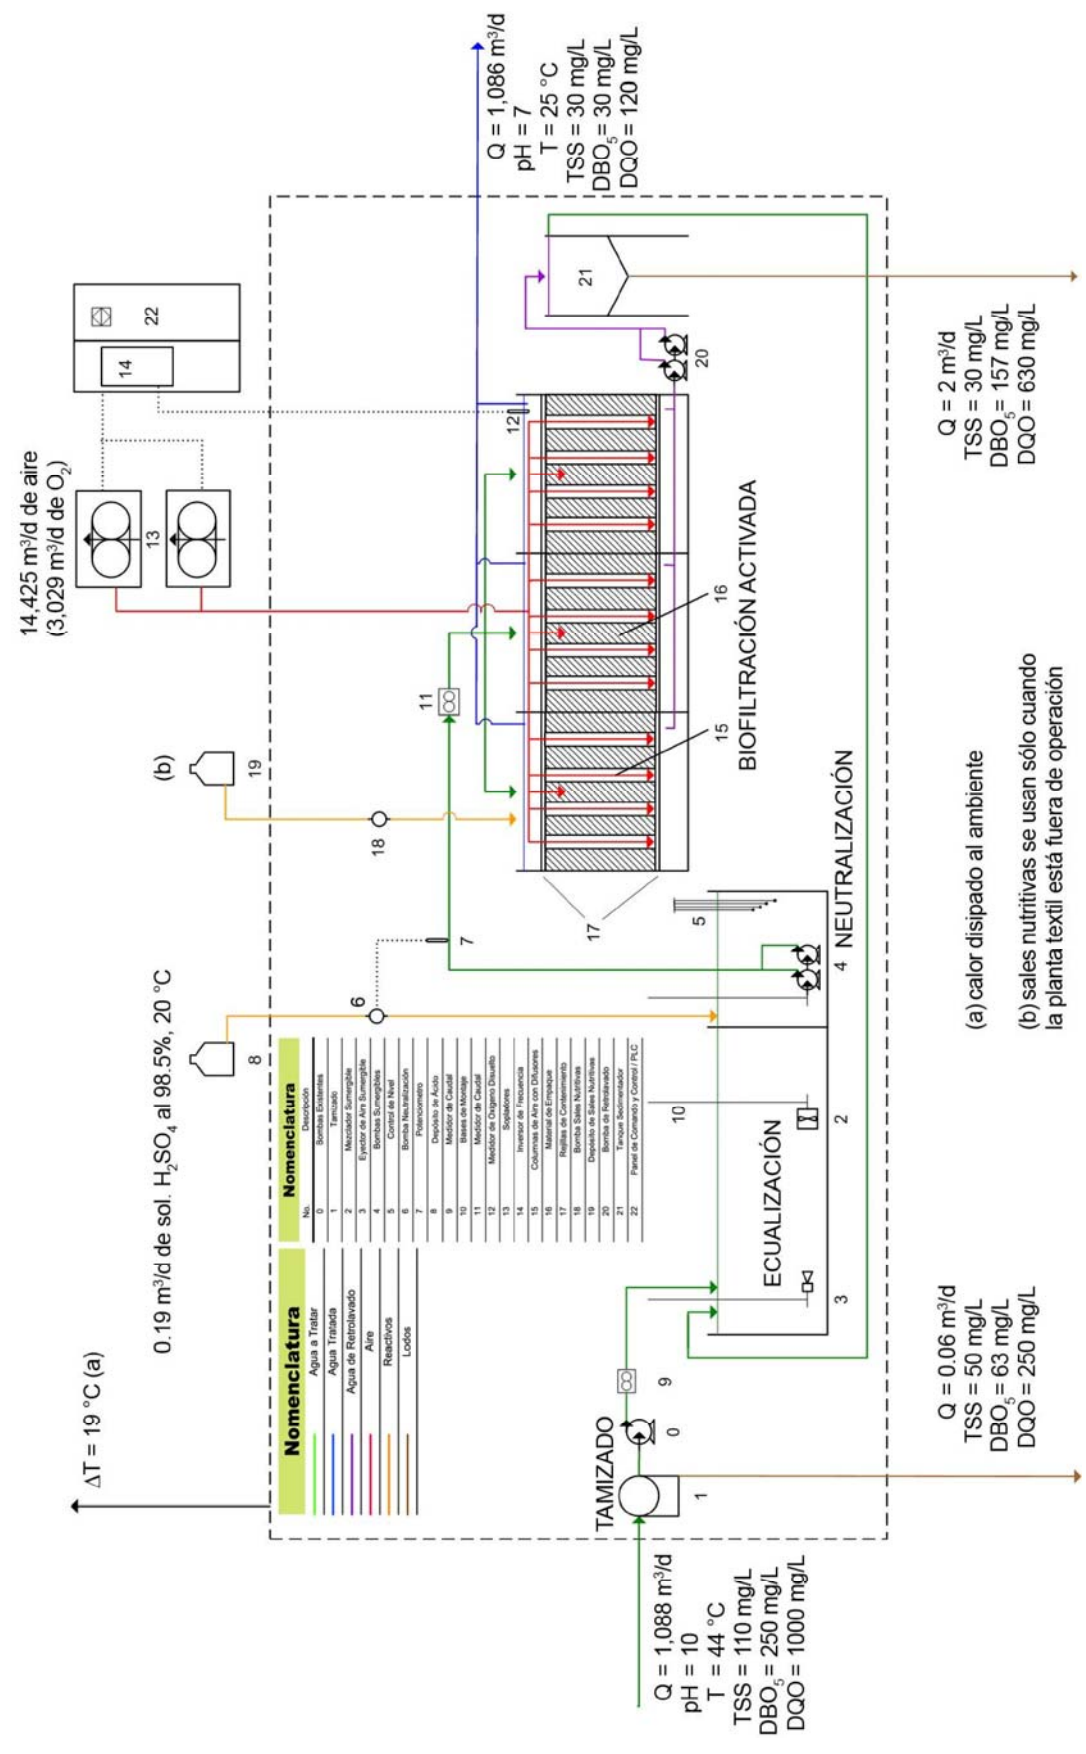 ΔT = 19 °C (a)
0.19 m³/d de sol. H₂SO₄ al 98.5%, 20 °C
14,425 m³/d de aire
(3,029 m³/d de O₂)
(b)
8
19
18
6
7
11
13
14
22
12
Nomenclatura
Agua a Tratar
Agua Tratada
Agua de Retrolavado
Aire
Reactivos
Lodos
Nomenclatura
No. Descripción
0 Bombas Existentes
1 Tamizado
2 Mezclador Sumergible
3 Eyector de Aire Sumergible
4 Bombas Sumergibles
5 Control de Nivel
6 Bomba Neutralización
7 Potenciometro
8 Depósito de Ácido
9 Medidor de Caudal
10 Bases de Montaje
11 Medidor de Caudal
12 Medidor de Oxigeno Disuelto
13 Sopladores
14 Inversor de Frecuencia
15 Columnas de Aire con Difusores
16 Material de Empaque
17 Rejillas de Contenimiento
18 Bomba Sales Nutritivas
19 Depósito de Sales Nutritivas
20 Bomba de Retrolavado
21 Tanque Sedimentador
22 Panel de Comando y Control / PLC
Q = 1,086 m³/d
pH = 7
T = 25 °C
TSS = 30 mg/L
DBO₅ = 30 mg/L
DQO = 120 mg/L
TAMIZADO
1
0
9
ECUALIZACIÓN
3
2
10
NEUTRALIZACIÓN
4
5
17
15
16
BIOFILTRACIÓN ACTIVADA
20
21
Q = 1,088 m³/d
pH = 10
T = 44 °C
TSS = 110 mg/L
DBO₅ = 250 mg/L
DQO = 1000 mg/L
Q = 0.06 m³/d
TSS = 50 mg/L
DBO₅ = 63 mg/L
DQO = 250 mg/L
(a) calor disipado al ambiente
(b) sales nutritivas se usan sólo cuando
la planta textil está fuera de operación
Q = 2 m³/d
TSS = 30 mg/L
DBO₅ = 157 mg/L
DQO = 630 mg/L